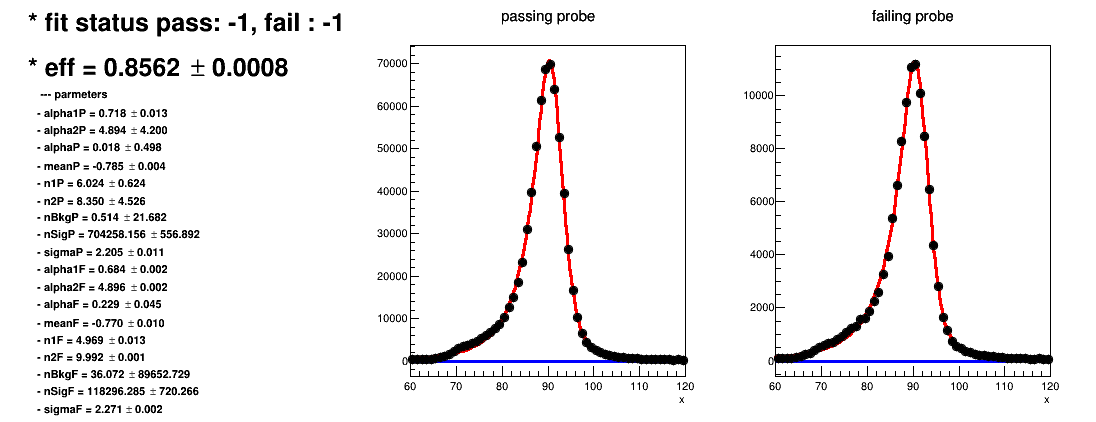 * fit status pass: -1, fail : -1
* eff = 0.8562 ± 0.0008
--- parmeters
- alpha1P = 0.718 ± 0.013
- alpha2P = 4.894 ± 4.200
- alphaP = 0.018 ± 0.498
- meanP = -0.785 ± 0.004
- n1P = 6.024 ± 0.624
- n2P = 8.350 ± 4.526
- nBkgP = 0.514 ± 21.682
- nSigP = 704258.156 ± 556.892
- sigmaP = 2.205 ± 0.011
- alpha1F = 0.684 ± 0.002
- alpha2F = 4.896 ± 0.002
- alphaF = 0.229 ± 0.045
- meanF = -0.770 ± 0.010
- n1F = 4.969 ± 0.013
- n2F = 9.992 ± 0.001
- nBkgF = 36.072 ± 89652.729
- nSigF = 118296.285 ± 720.266
- sigmaF = 2.271 ± 0.002
passing probe
70000
60000
50000
40000
30000
20000
10000
0
60 70 80 90 100 110 120
x
failing probe
10000
8000
6000
4000
2000
0
60 70 80 90 100 110 120
x